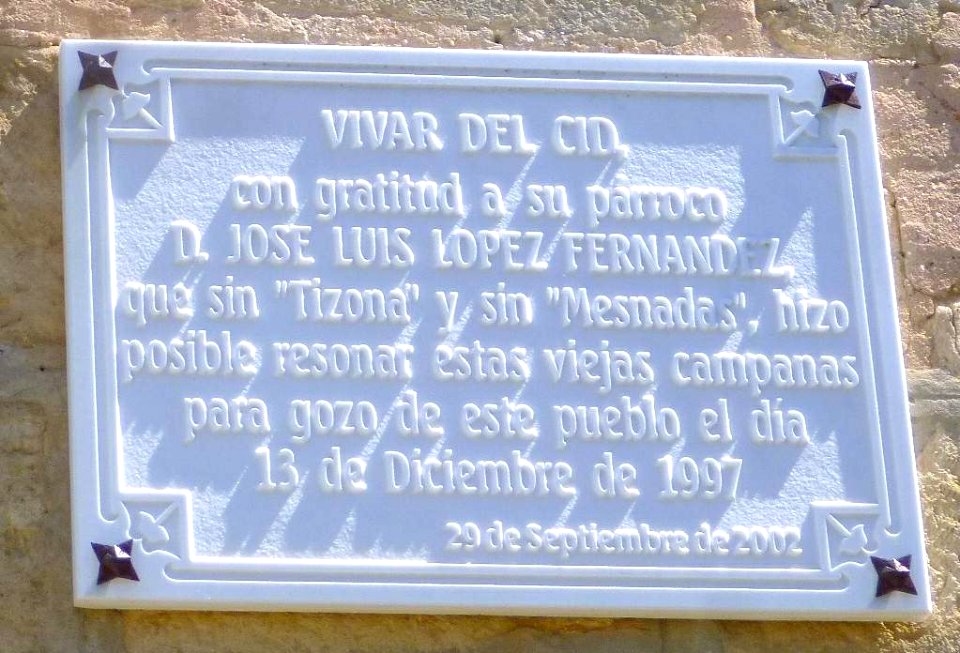 VIVAR DEL CID,
con gratitud a su párroco
D. JOSE LUIS LOPEZ FERNANDEZ,
que sin "Tizona" y sin "Mesnadas", hizo
posible resonar estas viejas campanas
para gozo de este pueblo el día
13 de Diciembre de 1997
29 de Septiembre de 2002